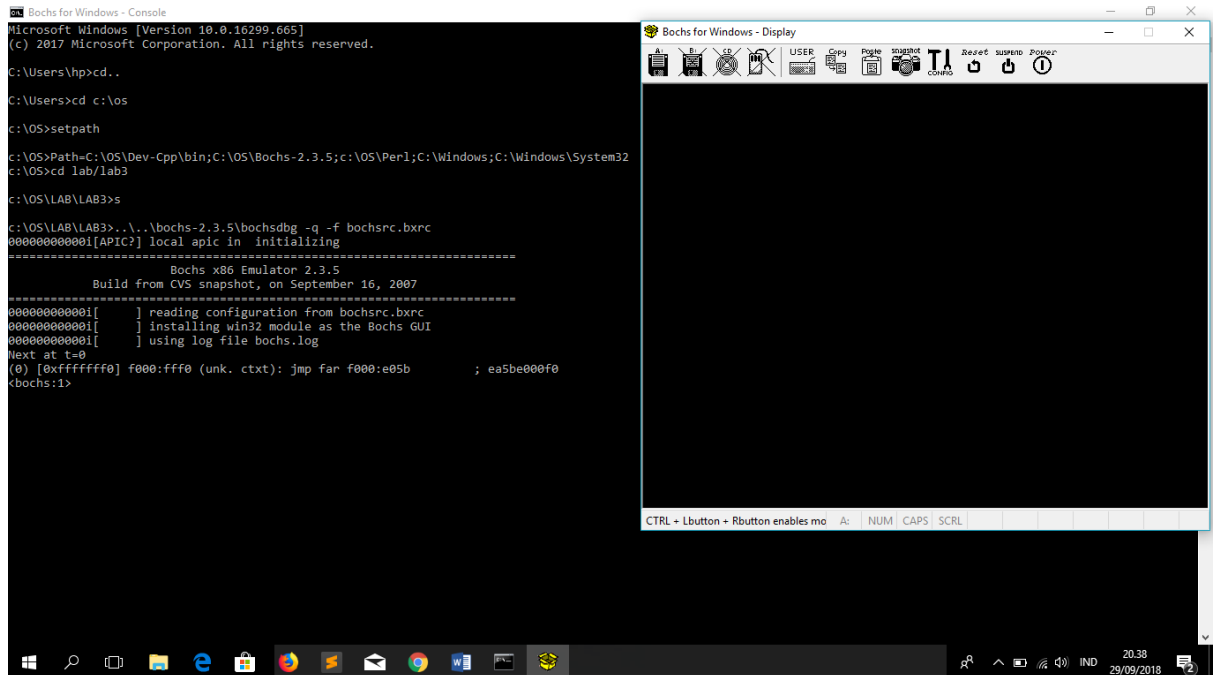 Bochs for Windows - Console
Microsoft Windows [Version 10.0.16299.665]
(c) 2017 Microsoft Corporation. All rights reserved.
C:\Users\hp>cd..
C:\Users>cd c:\os
c:\OS>setpath
c:\OS>Path=C:\OS\Dev-Cpp\bin;C:\OS\Bochs-2.3.5;c:\OS\Perl;C:\Windows;C:\Windows\System32
c:\OS>cd lab/lab3
c:\OS\LAB\LAB3>s
c:\OS\LAB\LAB3>..\..\bochs-2.3.5\bochsdbg -q -f bochsrc.bxrc
00000000000i[APIC?] local apic in  initializing
========================================================================
Bochs x86 Emulator 2.3.5
Build from CVS snapshot, on September 16, 2007
========================================================================
00000000000i[     ] reading configuration from bochsrc.bxrc
00000000000i[     ] installing win32 module as the Bochs GUI
00000000000i[     ] using log file bochs.log
Next at t=0
(0) [0xfffffff0] f000:fff0 (unk. ctxt): jmp far f000:e05b         ; ea5be000f0
<bochs:1>
Bochs for Windows - Display
A: B: CD USER Copy Paste snapshot CONFIG Reset SUSPEND Power
CTRL + Lbutton + Rbutton enables mo A: NUM CAPS SCRL
IND
20.38
29/09/2018
2